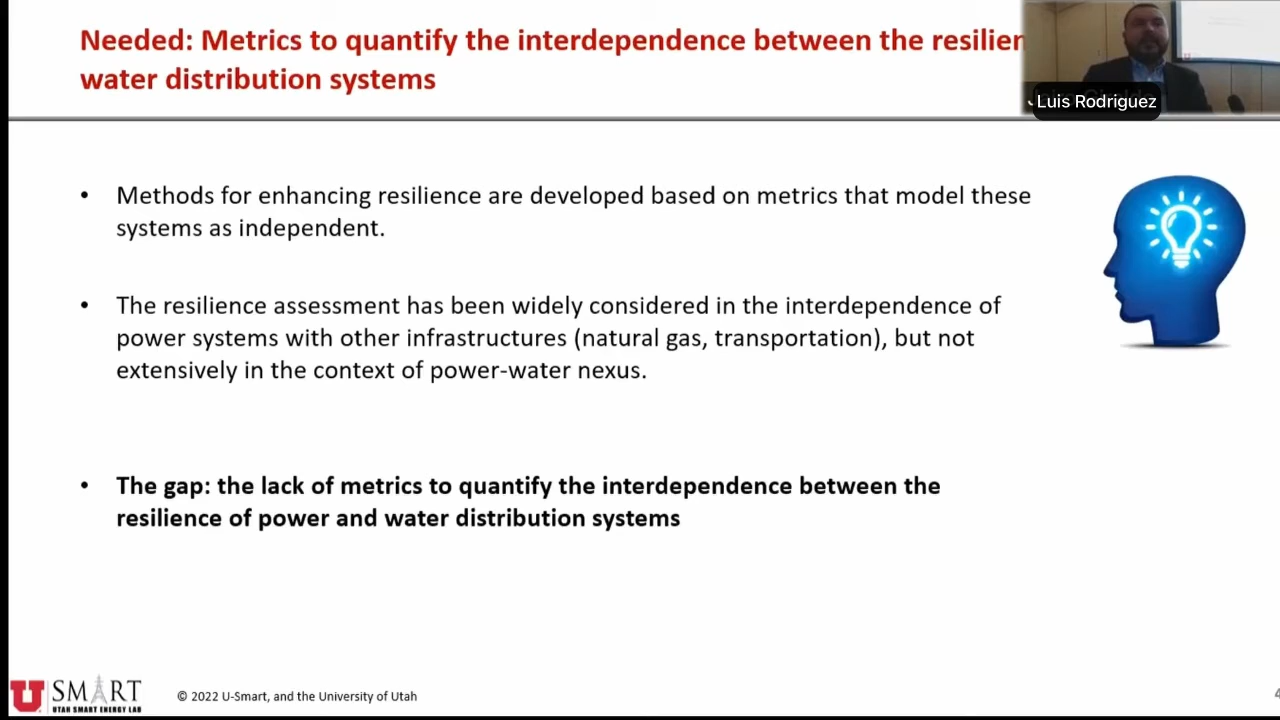 Needed: Metrics to quantify the interdependence between the resilien
water distribution systems
Luis Rodriguez
• Methods for enhancing resilience are developed based on metrics that model these
systems as independent.
• The resilience assessment has been widely considered in the interdependence of
power systems with other infrastructures (natural gas, transportation), but not
extensively in the context of power-water nexus.
• The gap: the lack of metrics to quantify the interdependence between the
resilience of power and water distribution systems
U SMART
UTAH SMART ENERGY LAB
© 2022 U-Smart, and the University of Utah
4